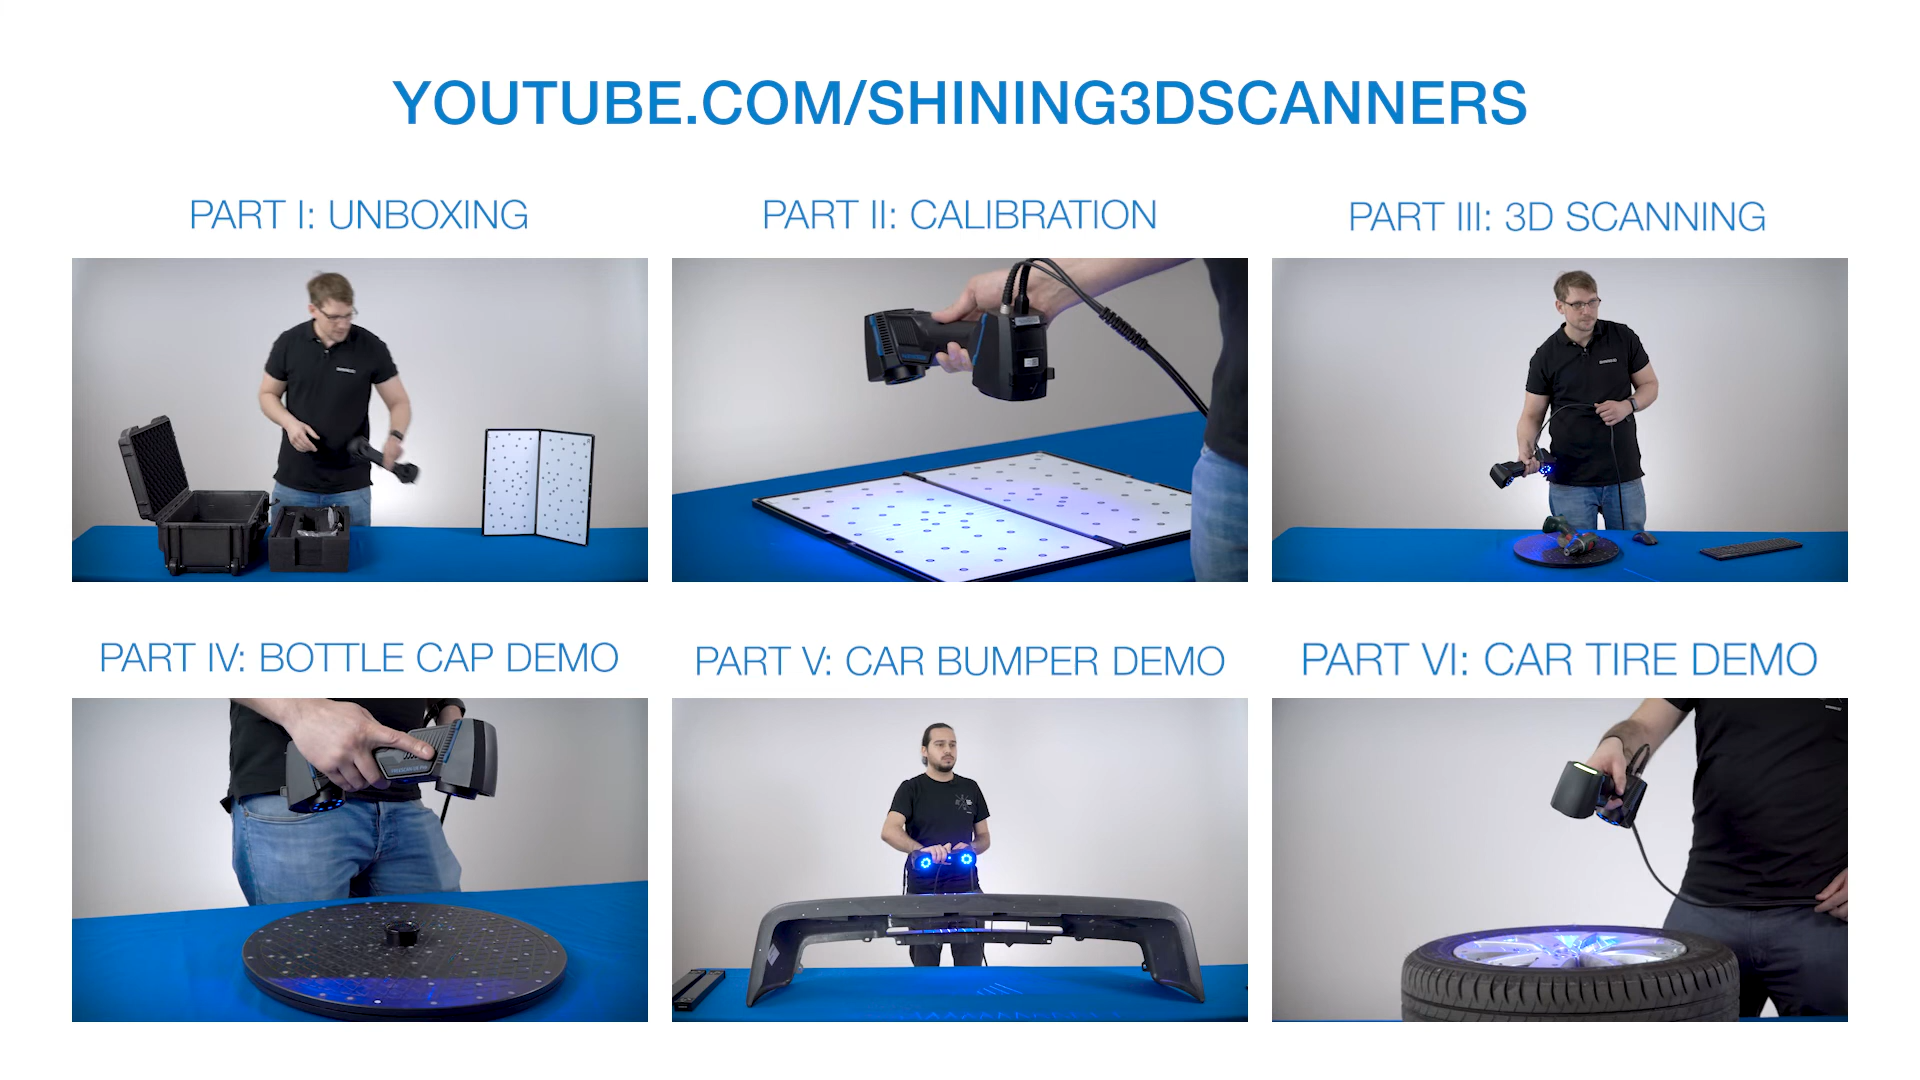 YOUTUBE.COM/SHINING3DSCANNERS
PART I: UNBOXING
PART II: CALIBRATION
PART III: 3D SCANNING
PART IV: BOTTLE CAP DEMO
PART V: CAR BUMPER DEMO
PART VI: CAR TIRE DEMO